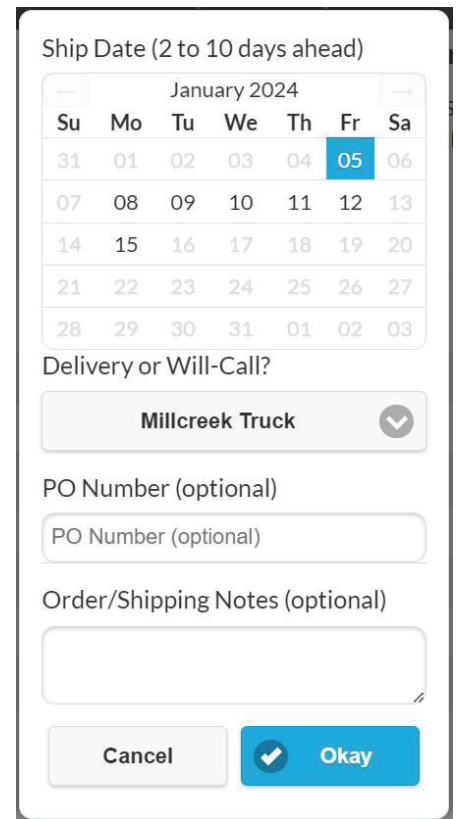 Ship Date (2 to 10 days ahead)
← January 2024 →
Su Mo Tu We Th Fr Sa
31 01 02 03 04 05 06
07 08 09 10 11 12 13
14 15 16 17 18 19 20
21 22 23 24 25 26 27
28 29 30 31 01 02 03
Delivery or Will-Call?
Millcreek Truck
PO Number (optional)
PO Number (optional)
Order/Shipping Notes (optional)
Cancel Okay